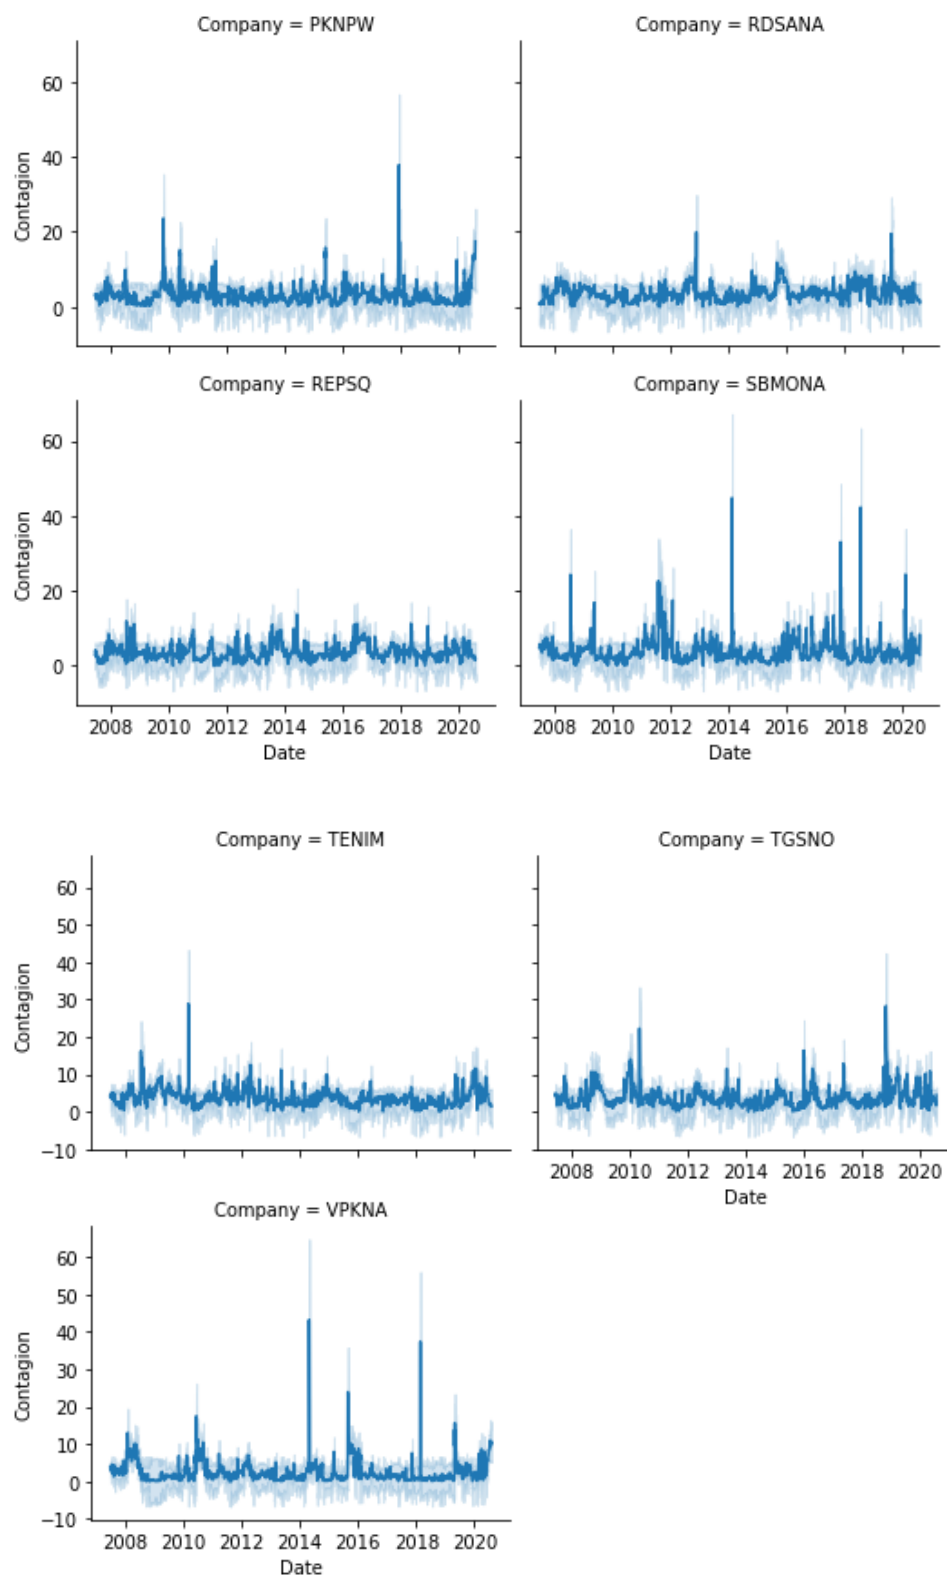 Company = PKNPW
Company = RDSANA
60
40
20
0
Contagion
Company = REPSQ
Company = SBMONA
60
40
20
0
Contagion
2008 2010 2012 2014 2016 2018 2020
Date
2008 2010 2012 2014 2016 2018 2020
Date
Company = TENIM
Company = TGSNO
60
50
40
30
20
10
0
−10
Contagion
2008 2010 2012 2014 2016 2018 2020
Date
Company = VPKNA
60
50
40
30
20
10
0
−10
Contagion
2008 2010 2012 2014 2016 2018 2020
Date